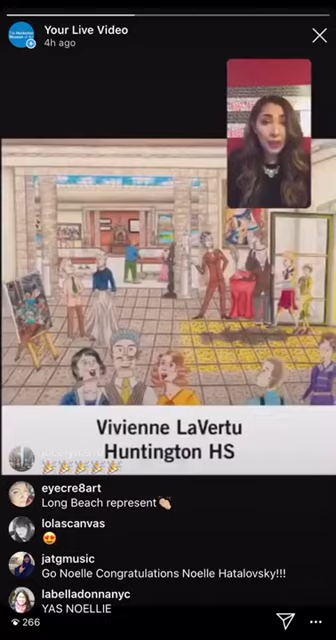 Your Live Video
4h ago
Vivienne LaVertu
Huntington HS
eyecre8art
Long Beach represent👏🏼
lolascanvas
😍
jatgmusic
Go Noelle Congratulations Noelle Hatalovsky!!!
labelladonnanyc
YAS NOELLIE
266